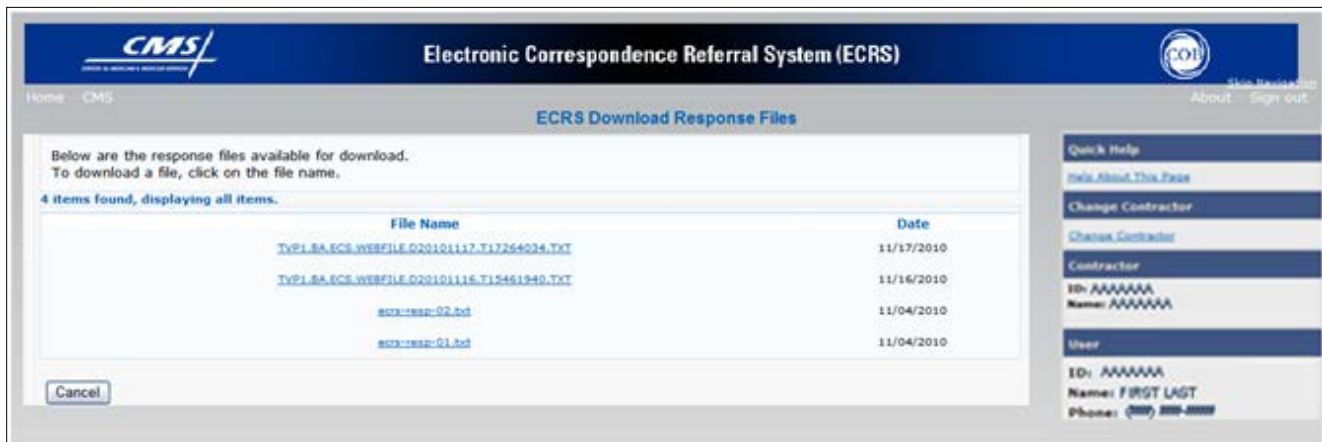 CMS/
Electronic Correspondence Referral System (ECRS)
COB
Skip Navigation
Home CMS
About Sign out
ECRS Download Response Files
Below are the response files available for download.
To download a file, click on the file name.
4 items found, displaying all items.
File Name Date
TVP1.BA.ECS.WEBFILE.D20101117.T17264034.TXT 11/17/2010
TVP1.BA.ECS.WEBFILE.D20101116.T15461940.TXT 11/16/2010
ecrs-resp-02.txt 11/04/2010
ecrs-resp-01.txt 11/04/2010
Cancel
Quick Help
Help About This Page
Change Contractor
Change Contractor
Contractor
ID: AAAAAAA
Name: AAAAAAA
User
ID: AAAAAAA
Name: FIRST LAST
Phone: